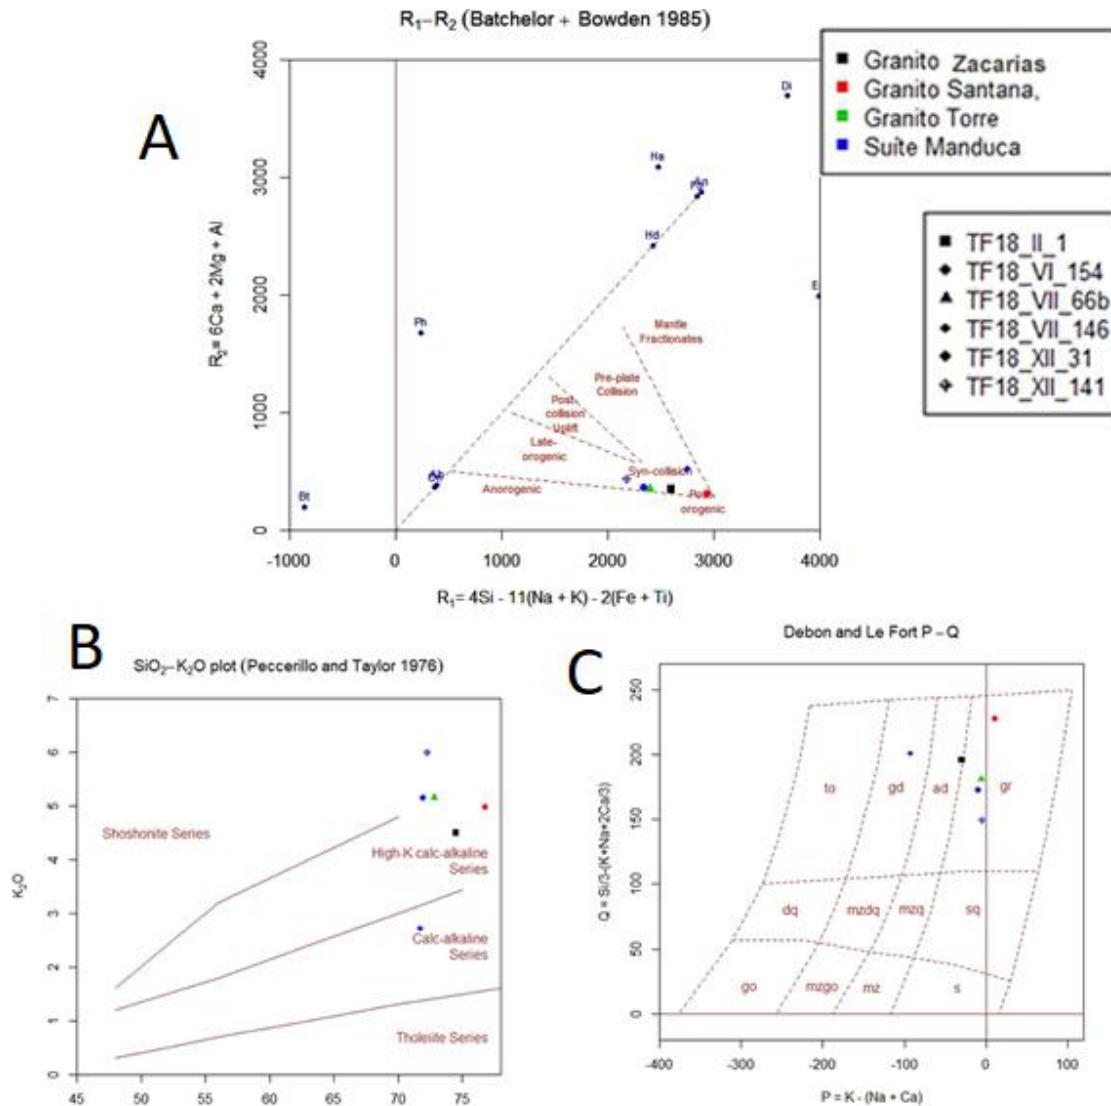 R₁–R₂ (Batchelor + Bowden 1985)
Granito Zacarias
Granito Santana,
Granito Torre
Suíte Manduca
TF18_II_1
TF18_VI_154
TF18_VII_66b
TF18_VII_146
TF18_XII_31
TF18_XII_141
A
4000
3000
2000
1000
0
R₂= 6Ca + 2Mg + Al
Di
Ha
An
Hd
E
Ph
Bt
Mantle
Fractionates
Pre-plate
Collision
Post-
collision
Uplift
Late-
orogenic
Syn-collision
Anorogenic
Post-
orogenic
-1000
0
1000
2000
3000
4000
R₁= 4Si - 11(Na + K) - 2(Fe + Ti)
B
SiO₂–K₂O plot (Peccerillo and Taylor 1976)
7
6
5
4
3
2
1
0
K₂O
Shoshonite Series
High-K calc-alkaline
Series
Calc-alkaline
Series
Tholeiite Series
45
50
55
60
65
70
75
C
Debon and Le Fort P – Q
250
200
150
100
50
0
Q = Si/3-(K+Na+2Ca/3)
to
gd
ad
gr
dq
mzdq
mzq
sq
go
mzgo
mz
s
-400
-300
-200
-100
0
100
P = K - (Na + Ca)